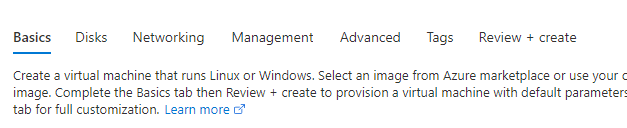 Basics Disks Networking Management Advanced Tags Review + create
Create a virtual machine that runs Linux or Windows. Select an image from Azure marketplace or use your
image. Complete the Basics tab then Review + create to provision a virtual machine with default parameters
tab for full customization. Learn more